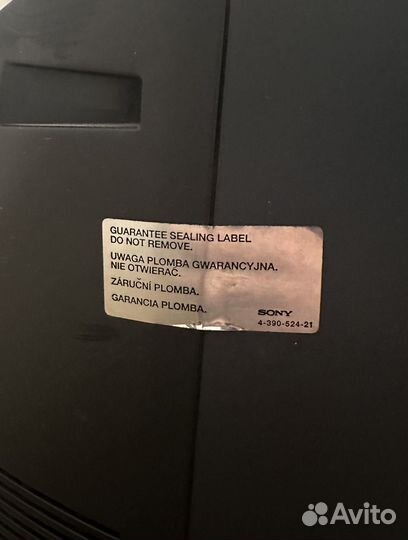 GUARANTEE SEALING LABEL
DO NOT REMOVE.
UWAGA PLOMBA GWARANCYJNA.
NIE OTWIERAĆ.
ZÁRUČNÍ PLOMBA.
GARANCIA PLOMBA.
SONY
4-390-524-21
Avito